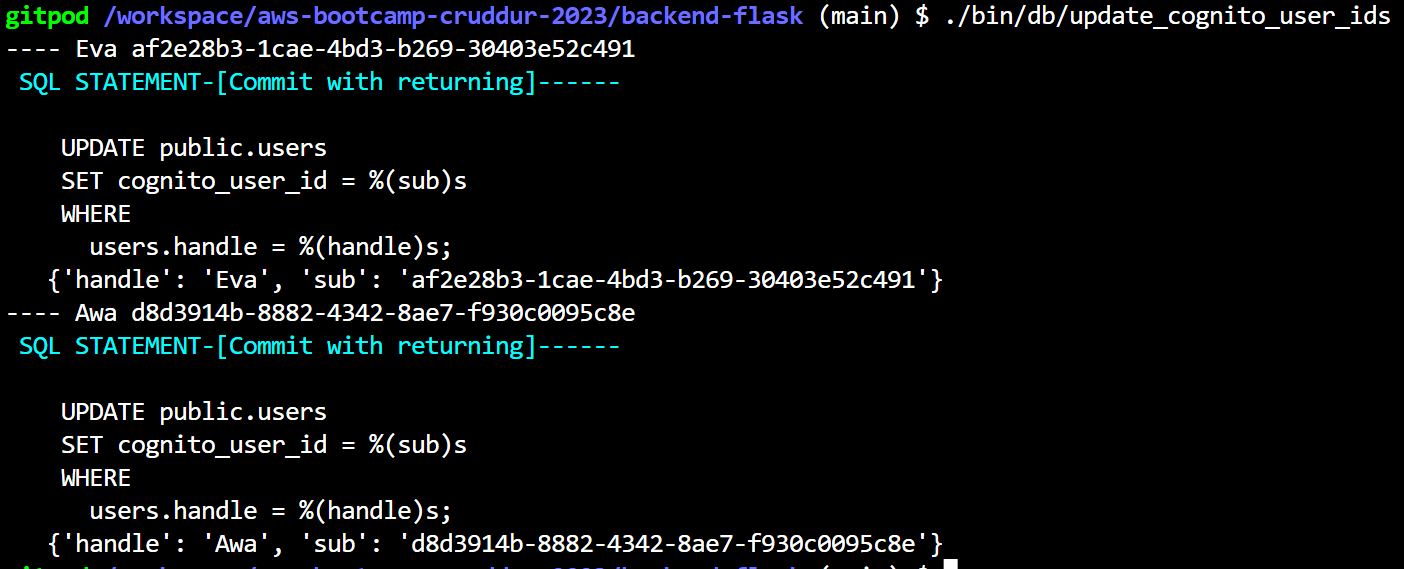 gitpod /workspace/aws-bootcamp-cruddur-2023/backend-flask (main) $ ./bin/db/update_cognito_user_ids
---- Eva af2e28b3-1cae-4bd3-b269-30403e52c491
SQL STATEMENT-[Commit with returning]------
UPDATE public.users
SET cognito_user_id = %(sub)s
WHERE
users.handle = %(handle)s;
{'handle': 'Eva', 'sub': 'af2e28b3-1cae-4bd3-b269-30403e52c491'}
---- Awa d8d3914b-8882-4342-8ae7-f930c0095c8e
SQL STATEMENT-[Commit with returning]------
UPDATE public.users
SET cognito_user_id = %(sub)s
WHERE
users.handle = %(handle)s;
{'handle': 'Awa', 'sub': 'd8d3914b-8882-4342-8ae7-f930c0095c8e'}